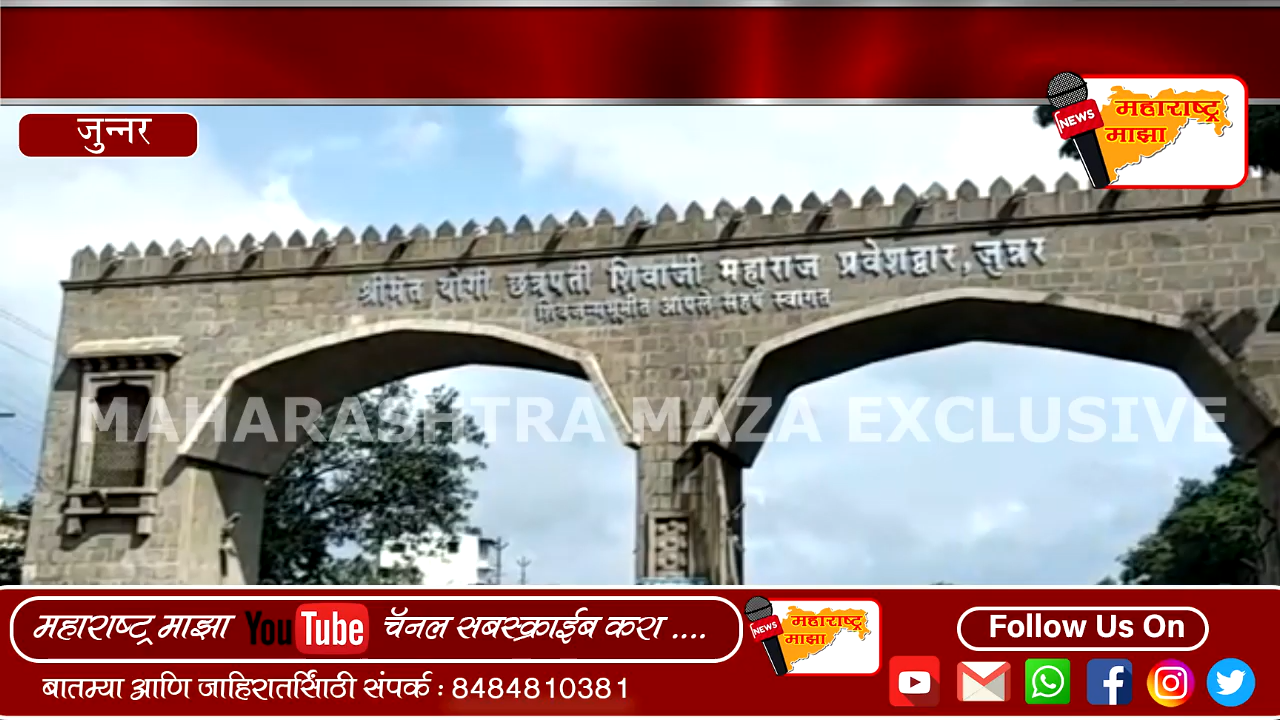 जुन्नर
NEWS
महाराष्ट्र
माझा
श्रीमंत योगी छत्रपती शिवाजी महाराज प्रवेशद्वार, जुन्नर
शिवजन्मभूमीत आपले सहर्ष स्वागत
MAHARASHTRA MAZA EXCLUSIVE
महाराष्ट्र माझा YouTube चॅनल सबस्क्राईब करा ....
NEWS
महाराष्ट्र
माझा
Follow Us On
बातम्या आणि जाहिरातींसाठी संपर्क : 8484810381